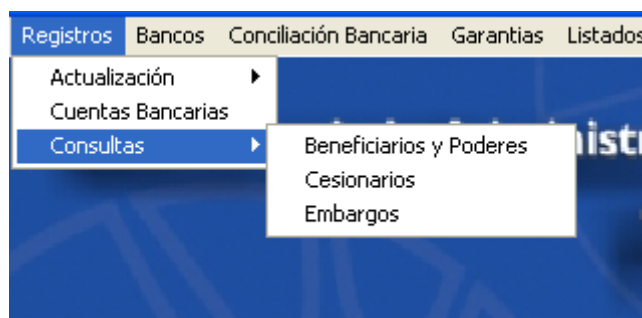 Registros Bancos Conciliación Bancaria Garantias Listados
Actualización
Cuentas Bancarias
Consultas
Beneficiarios y Poderes
Cesionarios
Embargos